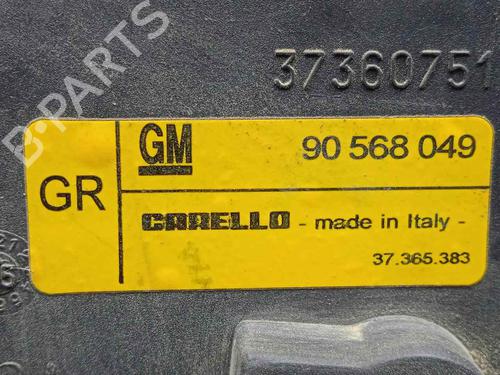 B-PARTS
37360751
GM
90 568 049
GR
CARELLO - made in Italy -
37.365.383